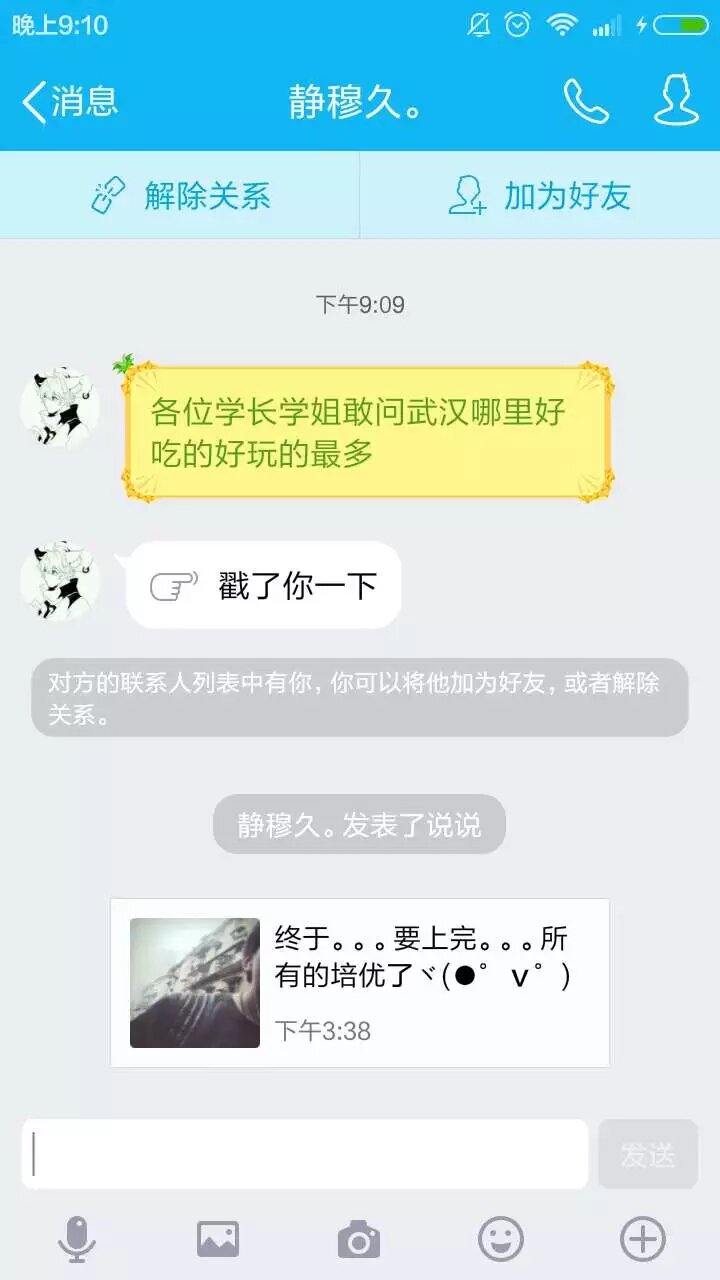 晚上9:10
消息
静穆久。
解除关系
加为好友
下午9:09
各位学长学姐敢问武汉哪里好
吃的好玩的最多
戳了你一下
对方的联系人列表中有你，你可以将他加为好友，或者解除
关系。
静穆久。发表了说说
终于。。。要上完。。。所
有的培优了ヾ(●゜ⅴ゜)
下午3:38
发送